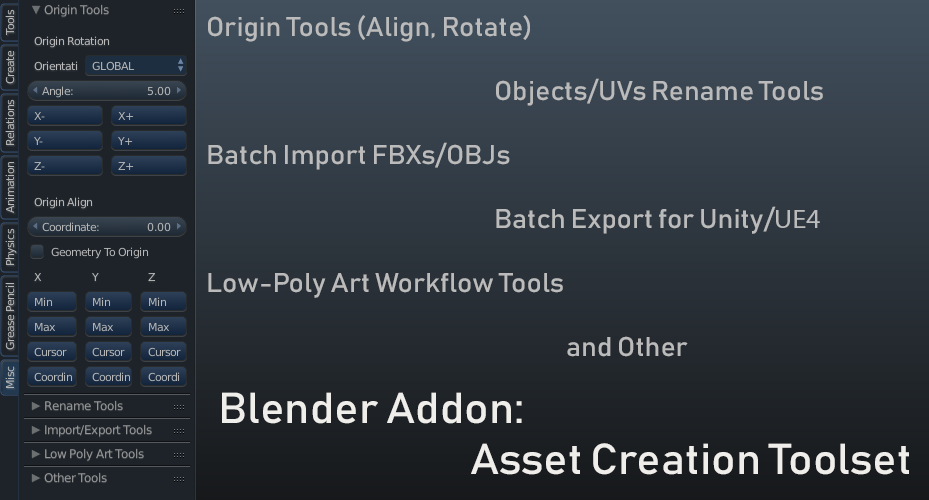 Tools
Create
Relations
Animation
Physics
Grease Pencil
Misc
Origin Tools
Origin Rotation
Orientati GLOBAL
Angle: 5.00
X- X+
Y- Y+
Z- Z+
Origin Align
Coordinate: 0.00
Geometry To Origin
X Y Z
Min Min Min
Max Max Max
Cursor Cursor Cursor
Coordin Coordin Coordi
Rename Tools
Import/Export Tools
Low Poly Art Tools
Other Tools
Origin Tools (Align, Rotate)
Objects/UVs Rename Tools
Batch Import FBXs/OBJs
Batch Export for Unity/UE4
Low-Poly Art Workflow Tools
and Other
Blender Addon:
Asset Creation Toolset